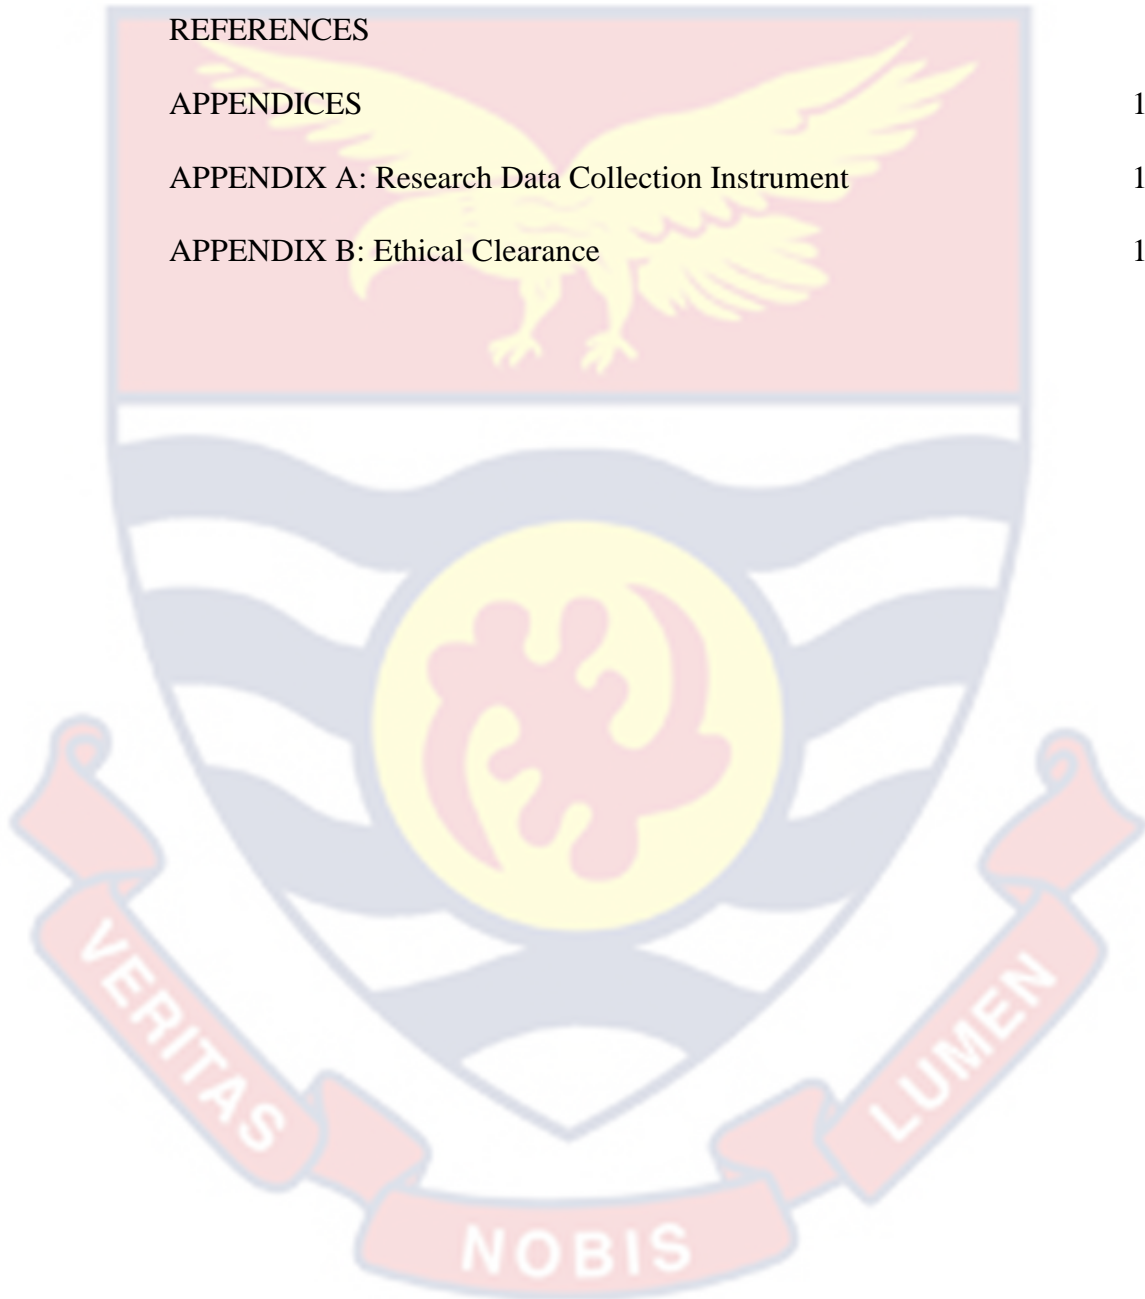 REFERENCES
APPENDICES 1
APPENDIX A: Research Data Collection Instrument 1
APPENDIX B: Ethical Clearance 1
VERITAS
NOBIS
LUMEN